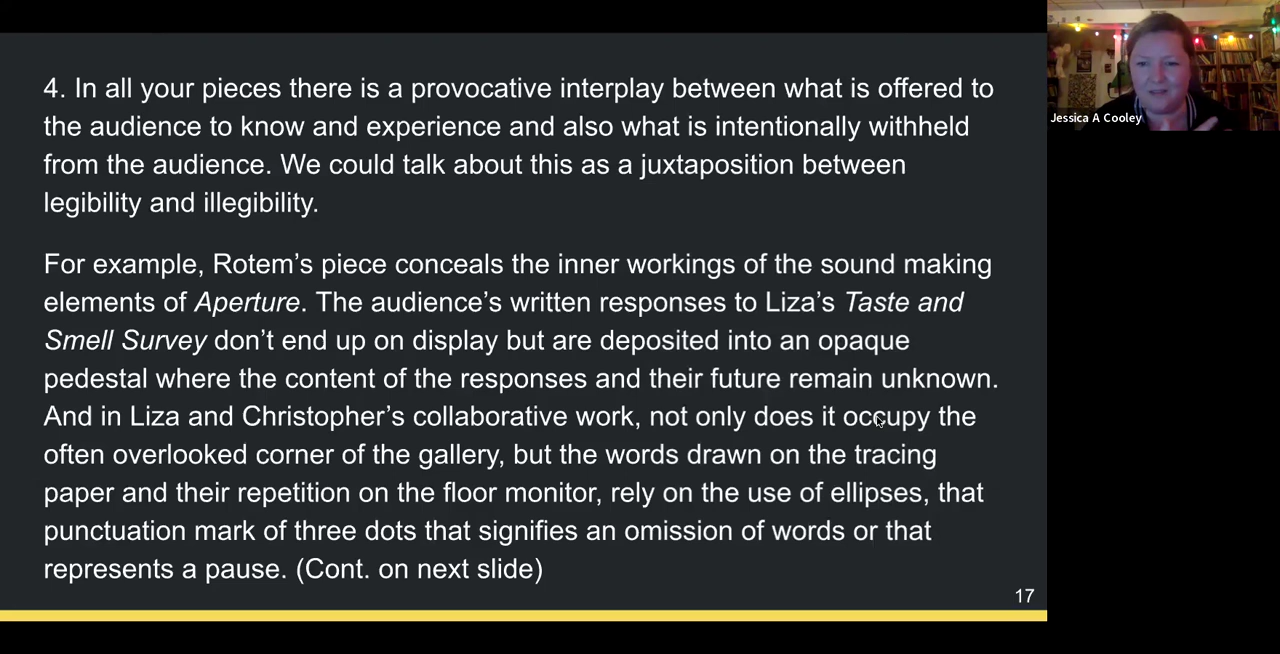 4. In all your pieces there is a provocative interplay between what is offered to
the audience to know and experience and also what is intentionally withheld
from the audience. We could talk about this as a juxtaposition between
legibility and illegibility.
For example, Rotem’s piece conceals the inner workings of the sound making
elements of Aperture. The audience’s written responses to Liza’s Taste and
Smell Survey don’t end up on display but are deposited into an opaque
pedestal where the content of the responses and their future remain unknown.
And in Liza and Christopher’s collaborative work, not only does it occupy the
often overlooked corner of the gallery, but the words drawn on the tracing
paper and their repetition on the floor monitor, rely on the use of ellipses, that
punctuation mark of three dots that signifies an omission of words or that
represents a pause. (Cont. on next slide)
17
Jessica A Cooley